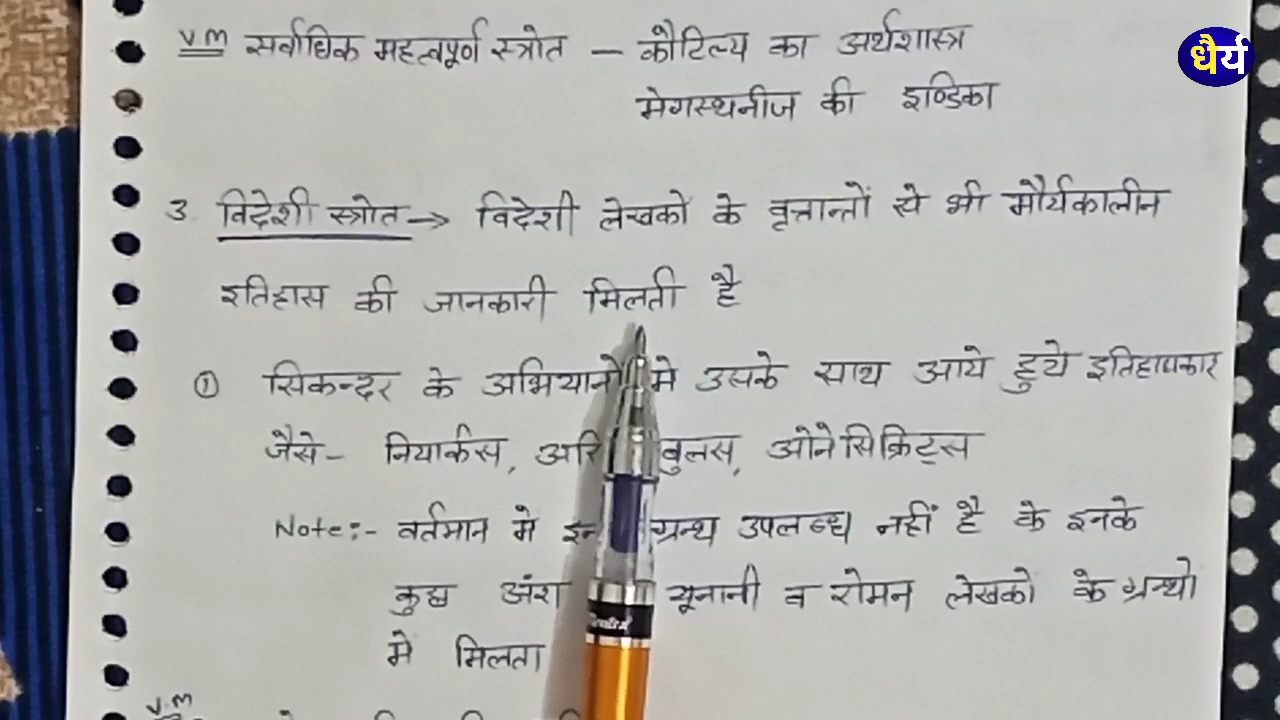 V.M सर्वाधिक महत्वपूर्ण स्त्रोत – कौटिल्य का अर्थशास्त्र
धैर्य
मेगस्थनीज की इण्डिका
3. विदेशी स्त्रोत → विदेशी लेखको के वृत्तान्तों से भी मौर्यकालीन
इतिहास की जानकारी मिलती है
① सिकन्दर के अभियानो मे उसके साथ आये हुये इतिहासकार
जैसे – नियार्कस, ओनेसिक्रिट्स
Note:- वर्तमान मे ग्रन्थ उपलब्ध नहीं है के इनके
कुछ अंश यूनानी व रोमन लेखको के ग्रन्थो
मे मिलता
V.M